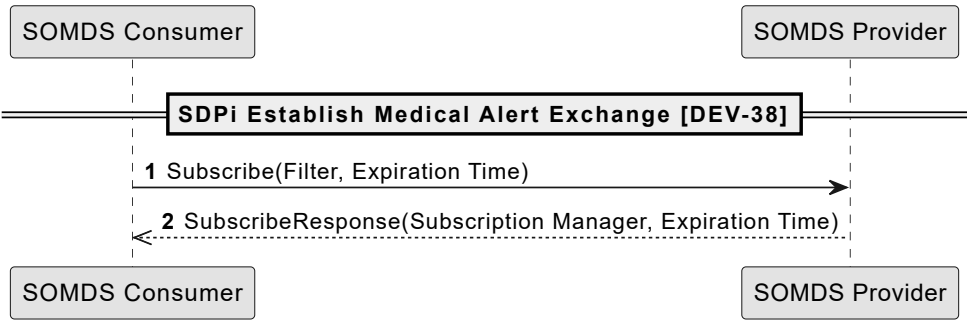 SOMDS Consumer SOMDS Provider
SDPi Establish Medical Alert Exchange [DEV-38]
1 Subscribe(Filter, Expiration Time)
2 SubscribeResponse(Subscription Manager, Expiration Time)
SOMDS Consumer SOMDS Provider